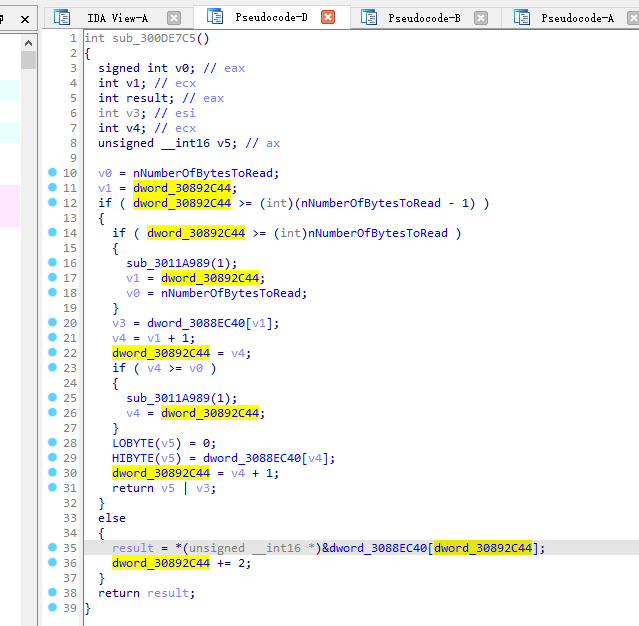 IDA View-A
Pseudocode-D
Pseudocode-B
Pseudocode-A
1 int sub_300DE7C5()
2 {
3 signed int v0; // eax
4 int v1; // ecx
5 int result; // eax
6 int v3; // esi
7 int v4; // ecx
8 unsigned __int16 v5; // ax
9
10 v0 = nNumberOfBytesToRead;
11 v1 = dword_30892C44;
12 if ( dword_30892C44 >= (int)(nNumberOfBytesToRead - 1) )
13 {
14 if ( dword_30892C44 >= (int)nNumberOfBytesToRead )
15 {
16 sub_3011A989(1);
17 v1 = dword_30892C44;
18 v0 = nNumberOfBytesToRead;
19 }
20 v3 = dword_3088EC40[v1];
21 v4 = v1 + 1;
22 dword_30892C44 = v4;
23 if ( v4 >= v0 )
24 {
25 sub_3011A989(1);
26 v4 = dword_30892C44;
27 }
28 LOBYTE(v5) = 0;
29 HIBYTE(v5) = dword_3088EC40[v4];
30 dword_30892C44 = v4 + 1;
31 return v5 | v3;
32 }
33 else
34 {
35 result = *(unsigned __int16 *)&dword_3088EC40[dword_30892C44];
36 dword_30892C44 += 2;
37 }
38 return result;
39 }